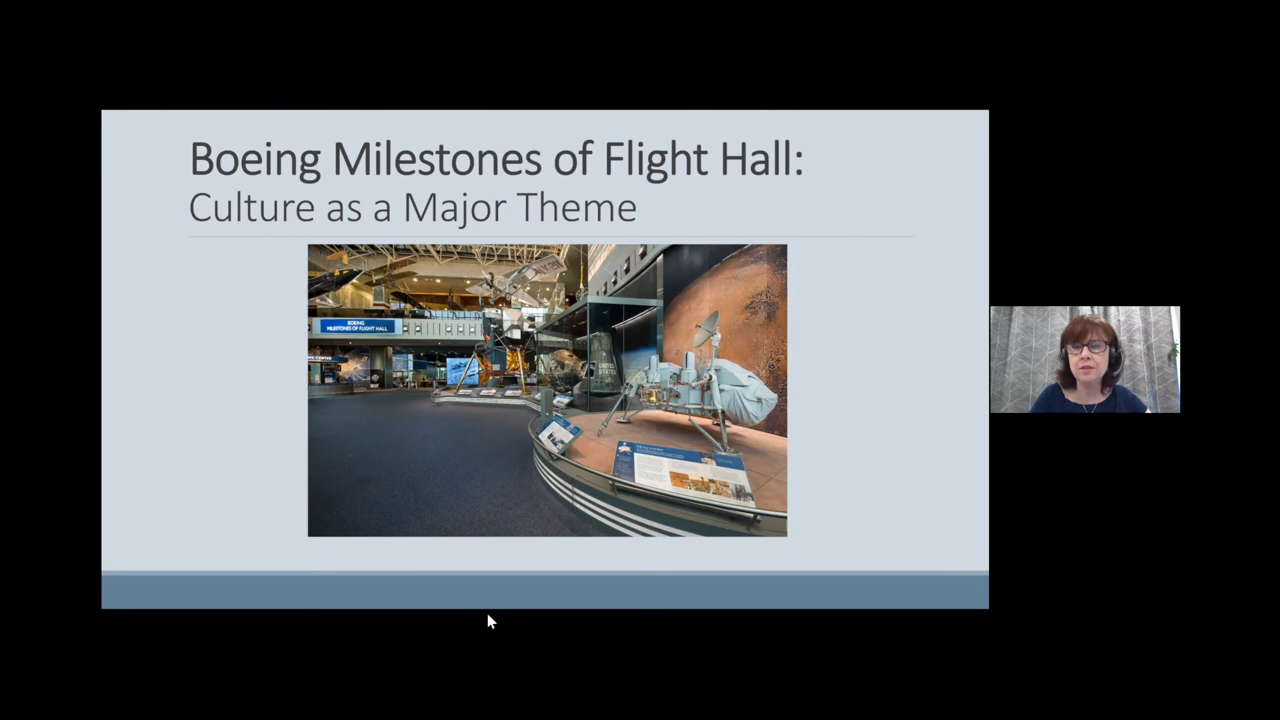 Boeing Milestones of Flight Hall:
Culture as a Major Theme
BOEING
MILESTONES OF FLIGHT HALL
UNITED
STATES